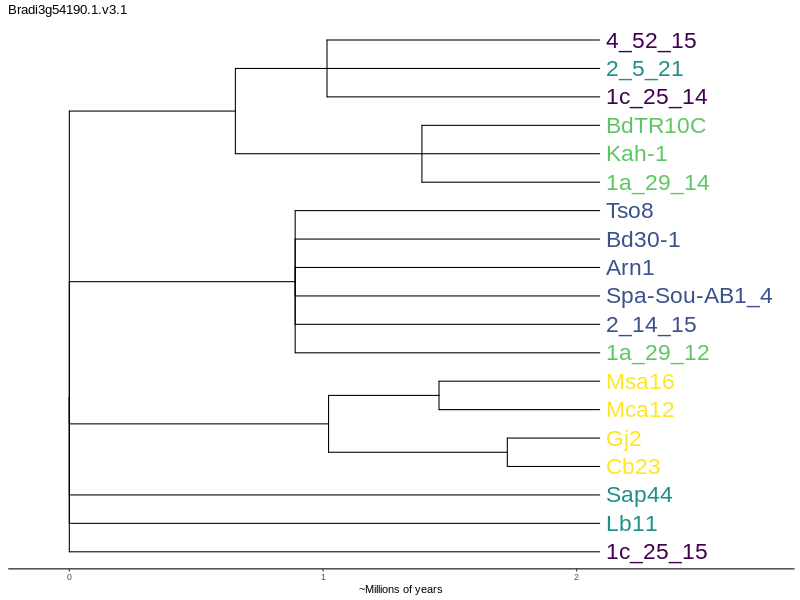 Bradi3g54190.1.v3.1
4_52_15
2_5_21
1c_25_14
BdTR10C
Kah-1
1a_29_14
Tso8
Bd30-1
Arn1
Spa-Sou-AB1_4
2_14_15
1a_29_12
Msa16
Mca12
Gj2
Cb23
Sap44
Lb11
1c_25_15
0 1 2
~Millions of years